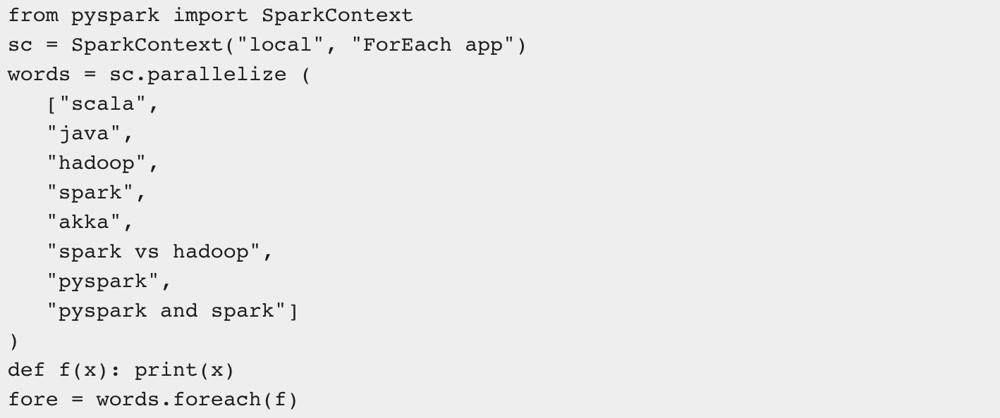 from pyspark import SparkContext
sc = SparkContext("local", "ForEach app")
words = sc.parallelize (
   ["scala",
   "java",
   "hadoop",
   "spark",
   "akka",
   "spark vs hadoop",
   "pyspark",
   "pyspark and spark"]
)
def f(x): print(x)
fore = words.foreach(f)